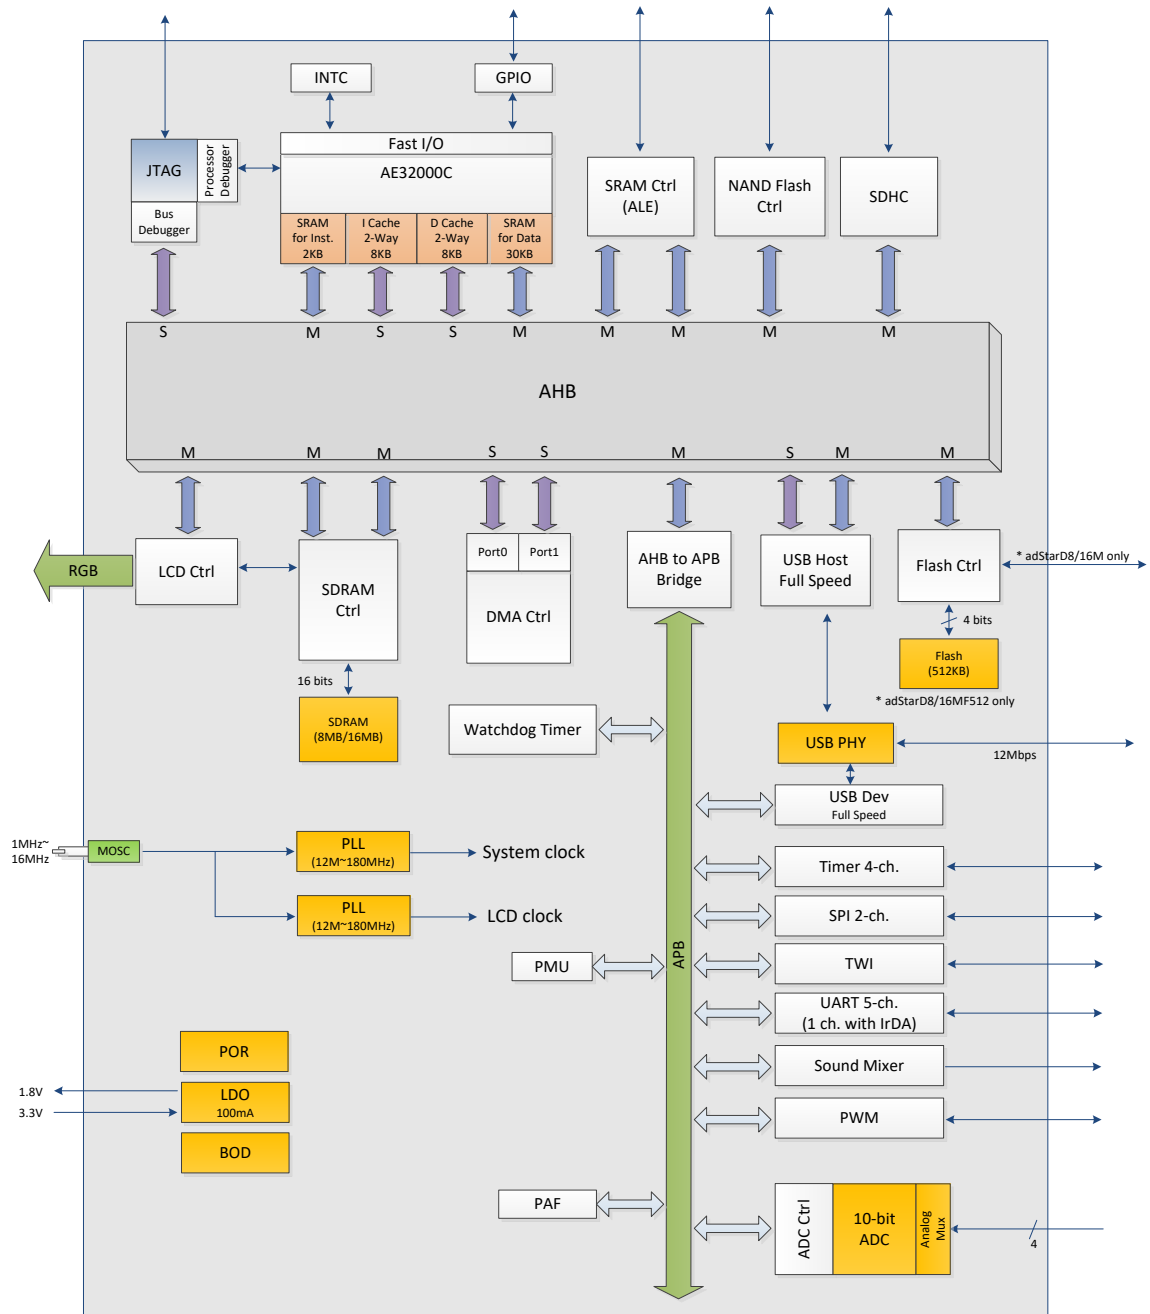 INTC
GPIO
JTAG
Processor
Debugger
Bus
Debugger
Fast I/O
AE32000C
SRAM
for Inst.
2KB
I Cache
2-Way
8KB
D Cache
2-Way
8KB
SRAM
for Data
30KB
SRAM Ctrl
(ALE)
NAND Flash
Ctrl
SDHC
S
M
S
S
M
M
M
M
M
AHB
M
M
M
S
S
M
S
M
M
RGB
LCD Ctrl
SDRAM
Ctrl
16 bits
SDRAM
(8MB/16MB)
Port0
Port1
DMA Ctrl
AHB to APB
Bridge
USB Host
Full Speed
Flash Ctrl
* adStarD8/16M only
4 bits
Flash
(512KB)
* adStarD8/16MF512 only
Watchdog Timer
USB PHY
12Mbps
USB Dev
Full Speed
1MHz~
16MHz
MOSC
PLL
(12M~180MHz)
System clock
PLL
(12M~180MHz)
LCD clock
Timer 4-ch.
SPI 2-ch.
PMU
APB
TWI
UART 5-ch.
(1 ch. with IrDA)
POR
Sound Mixer
1.8V
3.3V
LDO
100mA
PWM
BOD
PAF
ADC Ctrl
10-bit
ADC
Analog
Mux
4